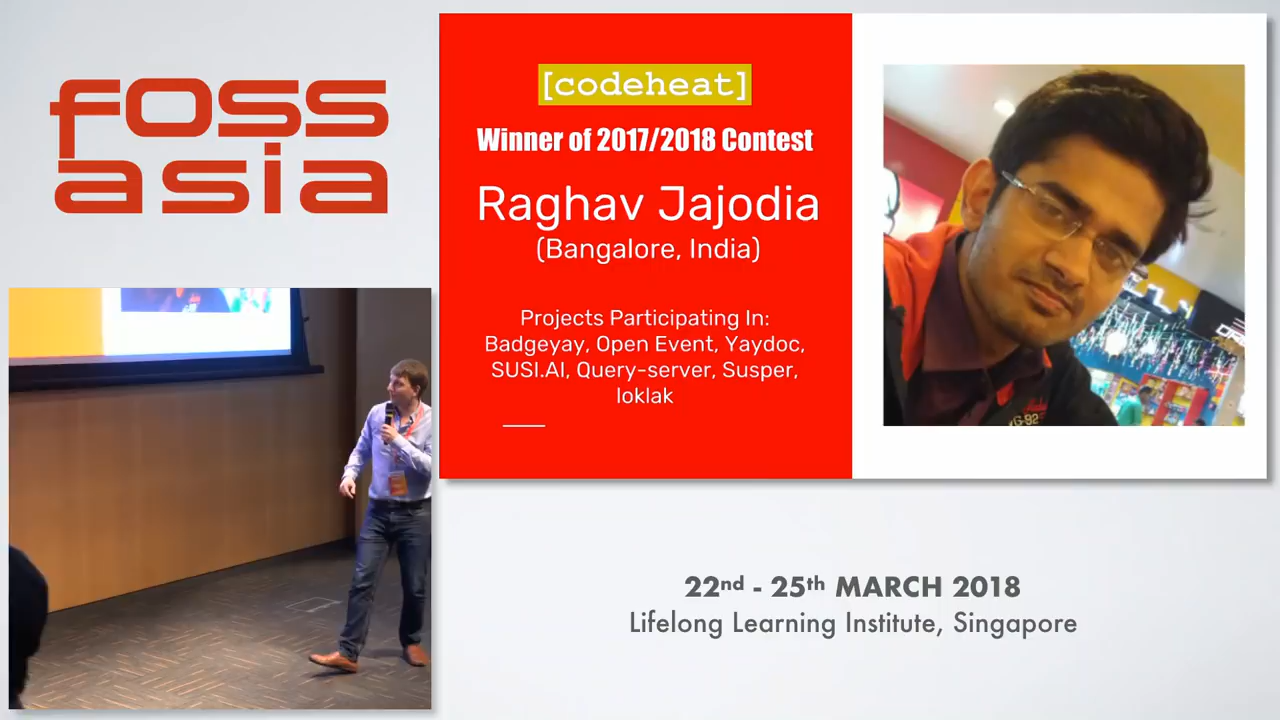 foss
asia
[codeheat]
Winner of 2017/2018 Contest
Raghav Jajodia
(Bangalore, India)
Projects Participating In:
Badgeyay, Open Event, Yaydoc,
SUSI.AI, Query-server, Susper,
loklak
22nd - 25th MARCH 2018
Lifelong Learning Institute, Singapore